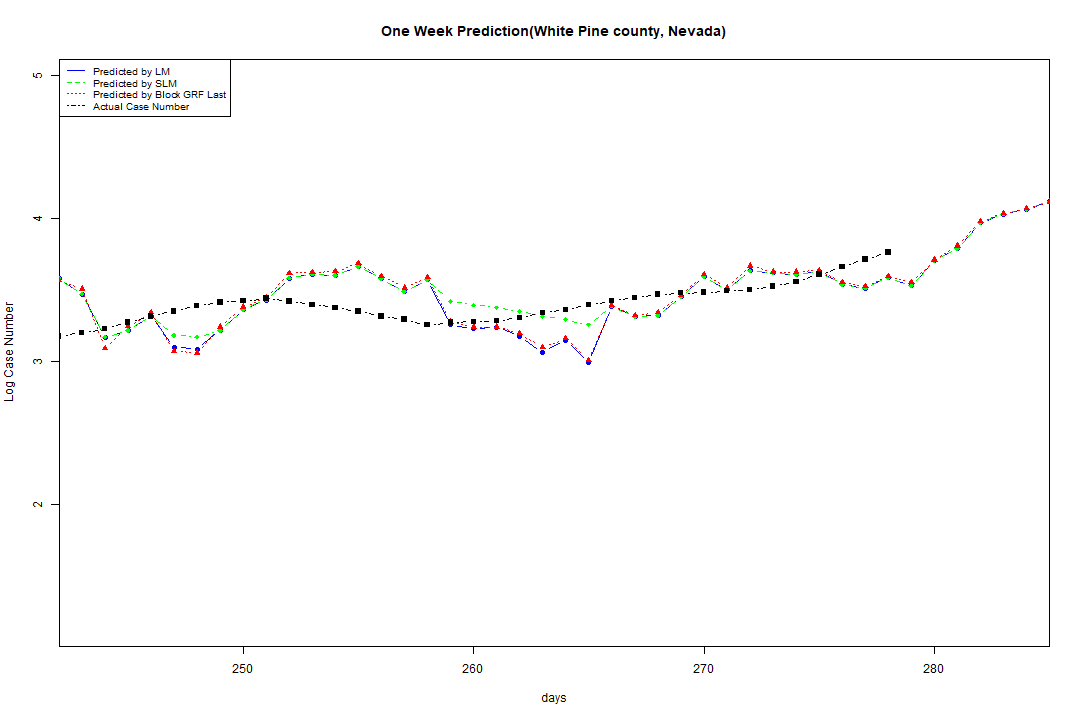 One Week Prediction(White Pine county, Nevada)
Predicted by LM
Predicted by SLM
Predicted by Block GRF Last
Actual Case Number
5
4
3
2
Log Case Number
250 260 270 280
days